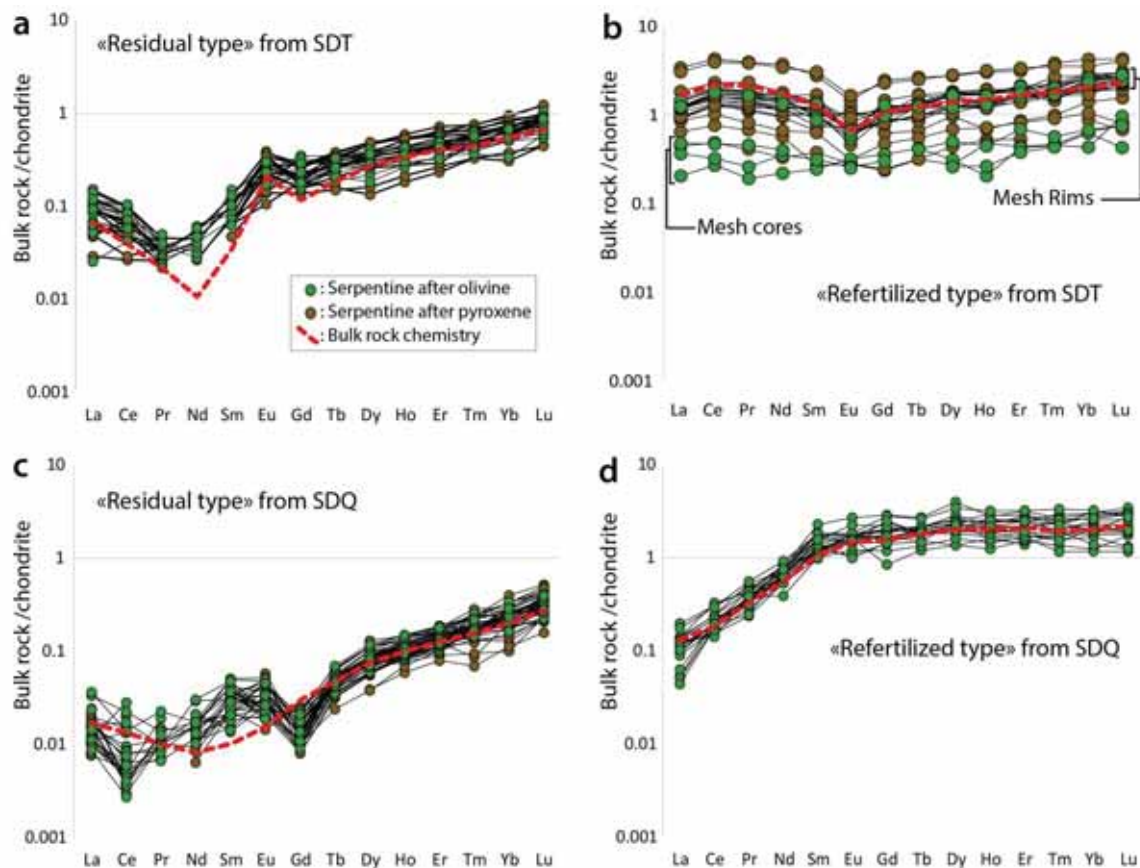 a
«Residual type» from SDT
Bulk rock /chondrite
10
1
0.1
0.01
0.001
: Serpentine after olivine
: Serpentine after pyroxene
: Bulk rock chemistry
La Ce Pr Nd Sm Eu Gd Tb Dy Ho Er Tm Yb Lu
b
Bulk rock /chondrite
10
1
0.1
0.01
0.001
Mesh Rims
Mesh cores
«Refertilized type» from SDT
La Ce Pr Nd Sm Eu Gd Tb Dy Ho Er Tm Yb Lu
c
«Residual type» from SDQ
Bulk rock /chondrite
10
1
0.1
0.01
0.001
La Ce Pr Nd Sm Eu Gd Tb Dy Ho Er Tm Yb Lu
d
Bulk rock /chondrite
10
1
0.1
0.01
0.001
«Refertilized type» from SDQ
La Ce Pr Nd Sm Eu Gd Tb Dy Ho Er Tm Yb Lu